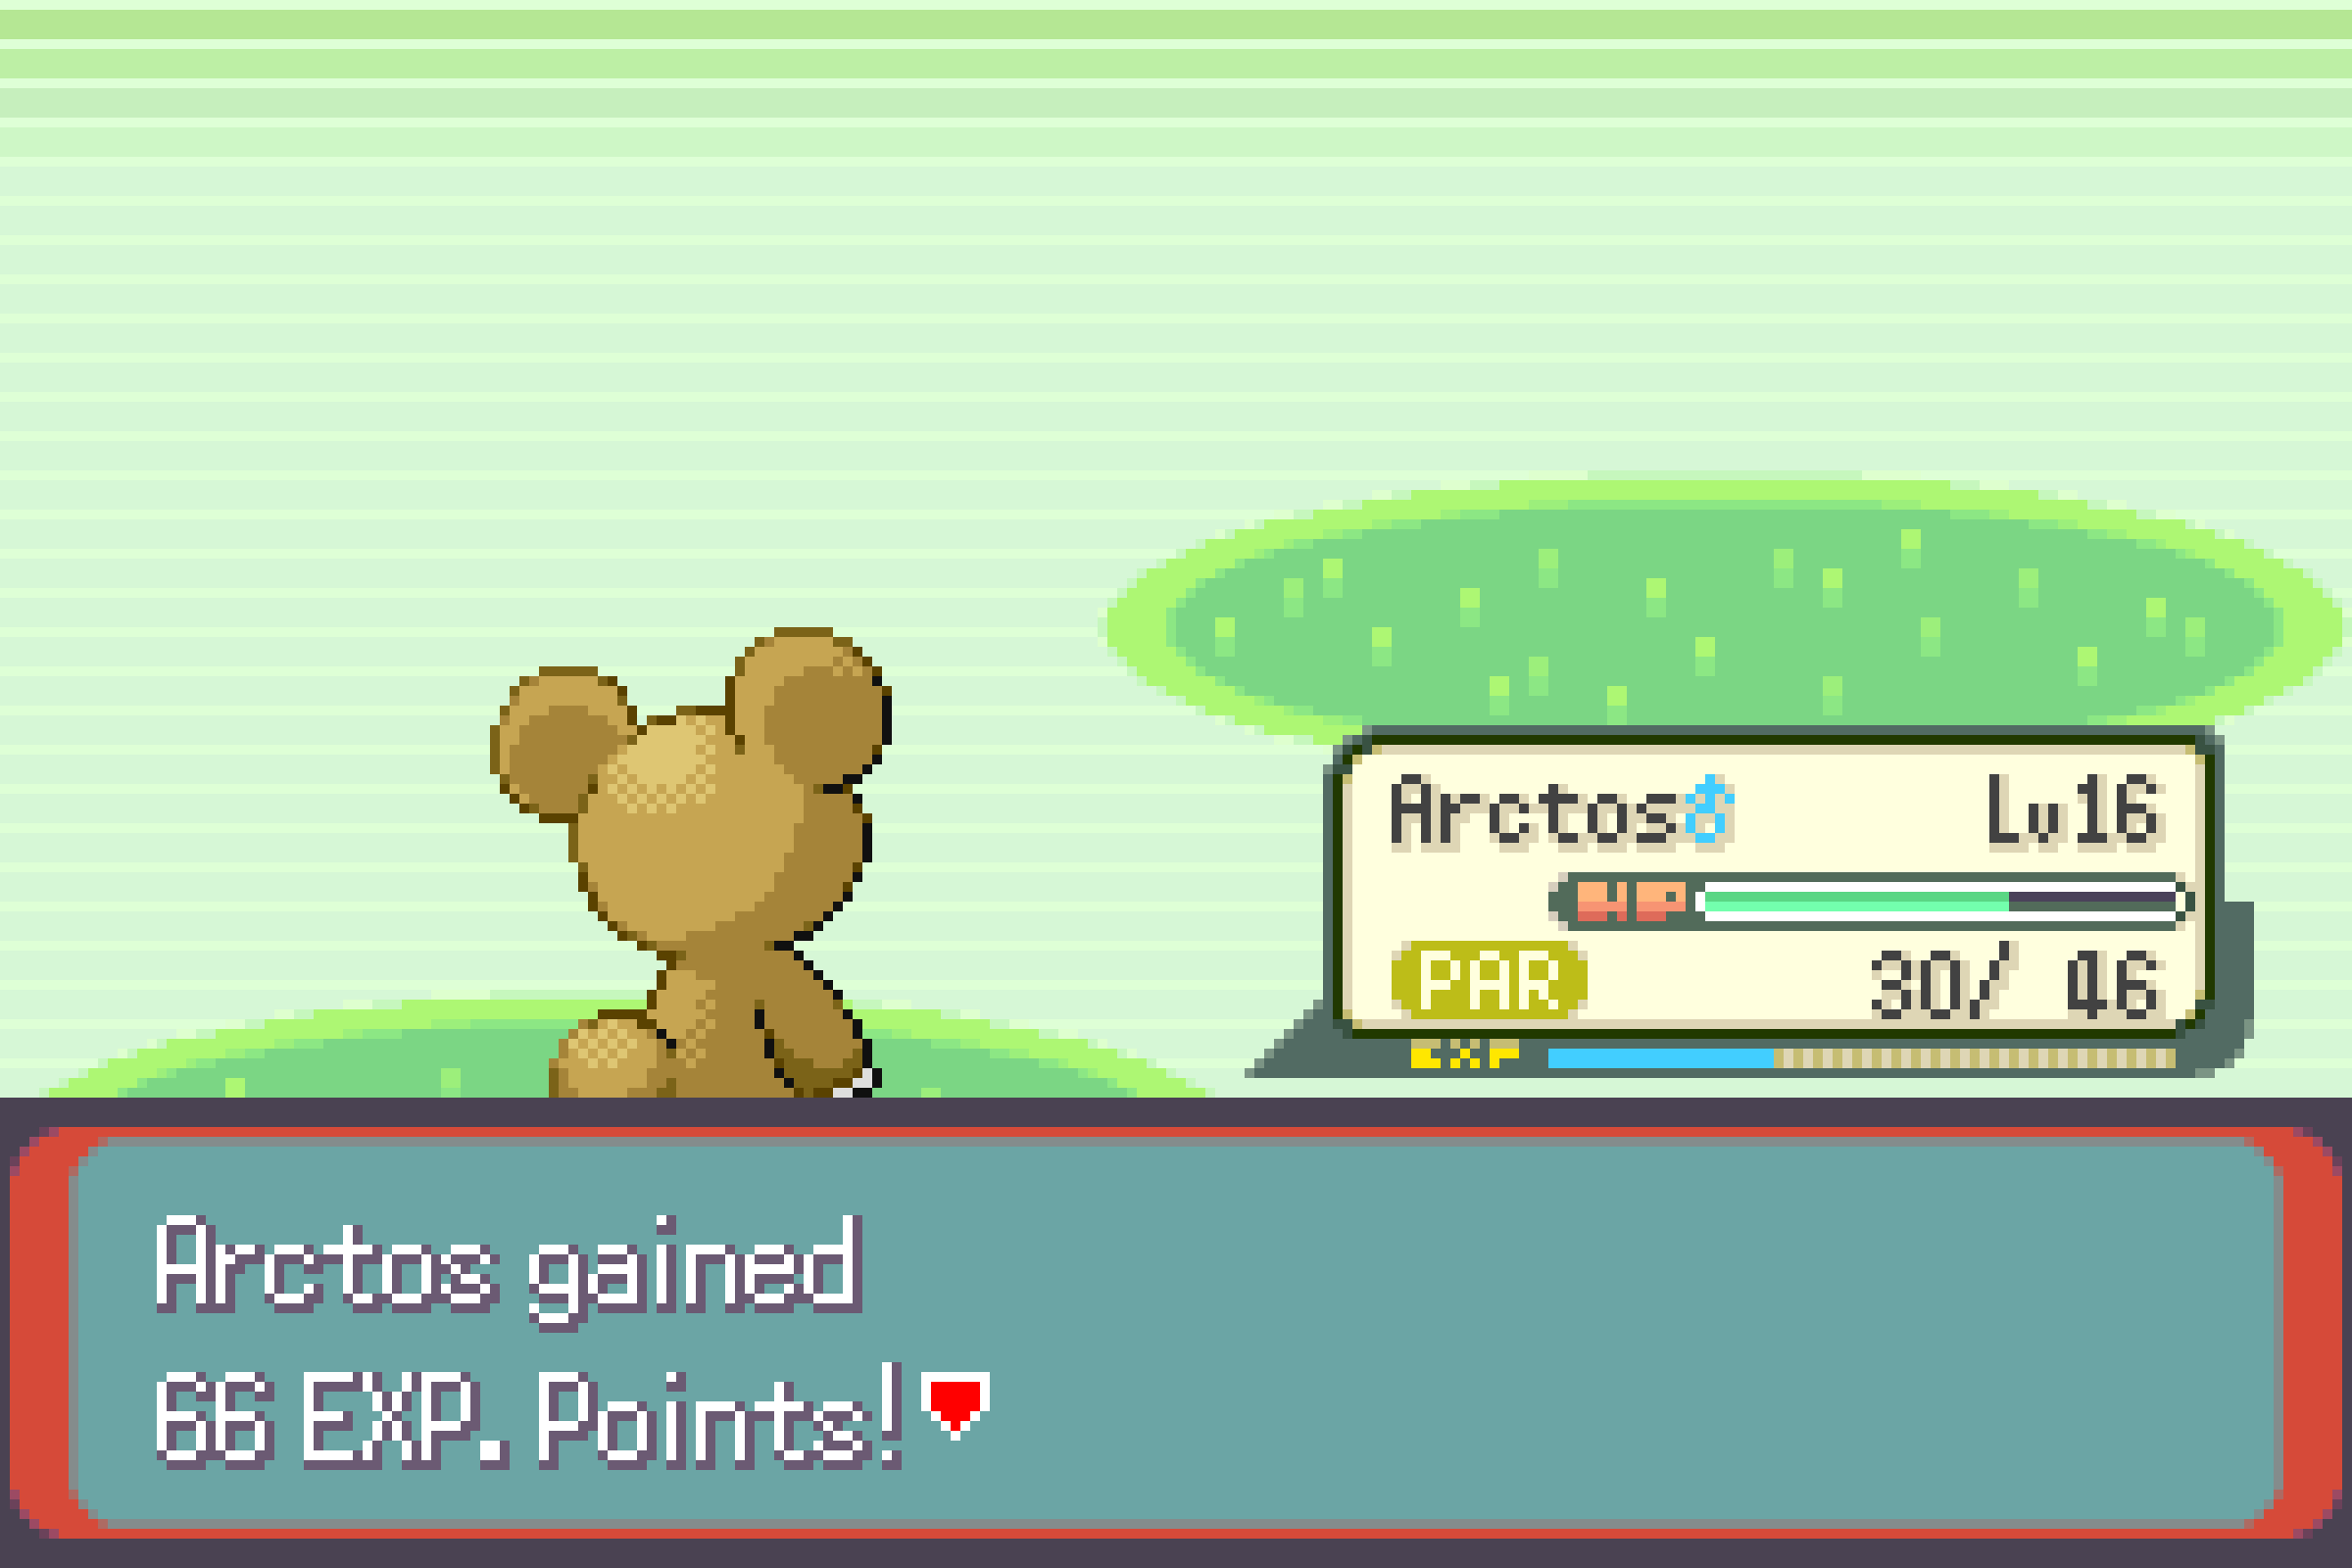 Arctos♂ Lv16
HP
PAR 30/ 46
EXP
Arctos gained
66 EXP. Points!